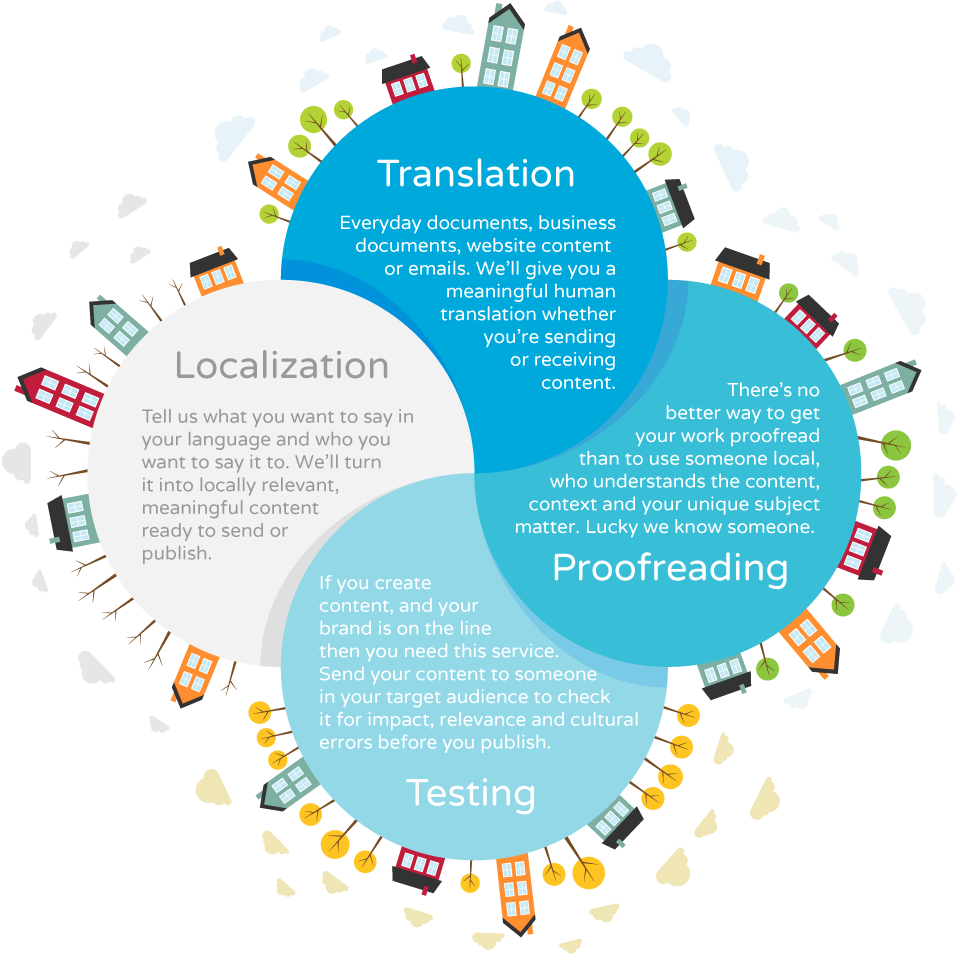 Translation
Everyday documents, business
documents, website content
or emails. We’ll give you a
meaningful human
translation whether
you’re sending
or receiving
content.
Localization
Tell us what you want to say in
your language and who you
want to say it to. We’ll turn
it into locally relevant,
meaningful content
ready to send or
publish.
There’s no
better way to get
your work proofread
than to use someone local,
who understands the content,
context and your unique subject
matter. Lucky we know someone.
Proofreading
If you create
content, and your
brand is on the line
then you need this service.
Send your content to someone
in your target audience to check
it for impact, relevance and cultural
errors before you publish.
Testing